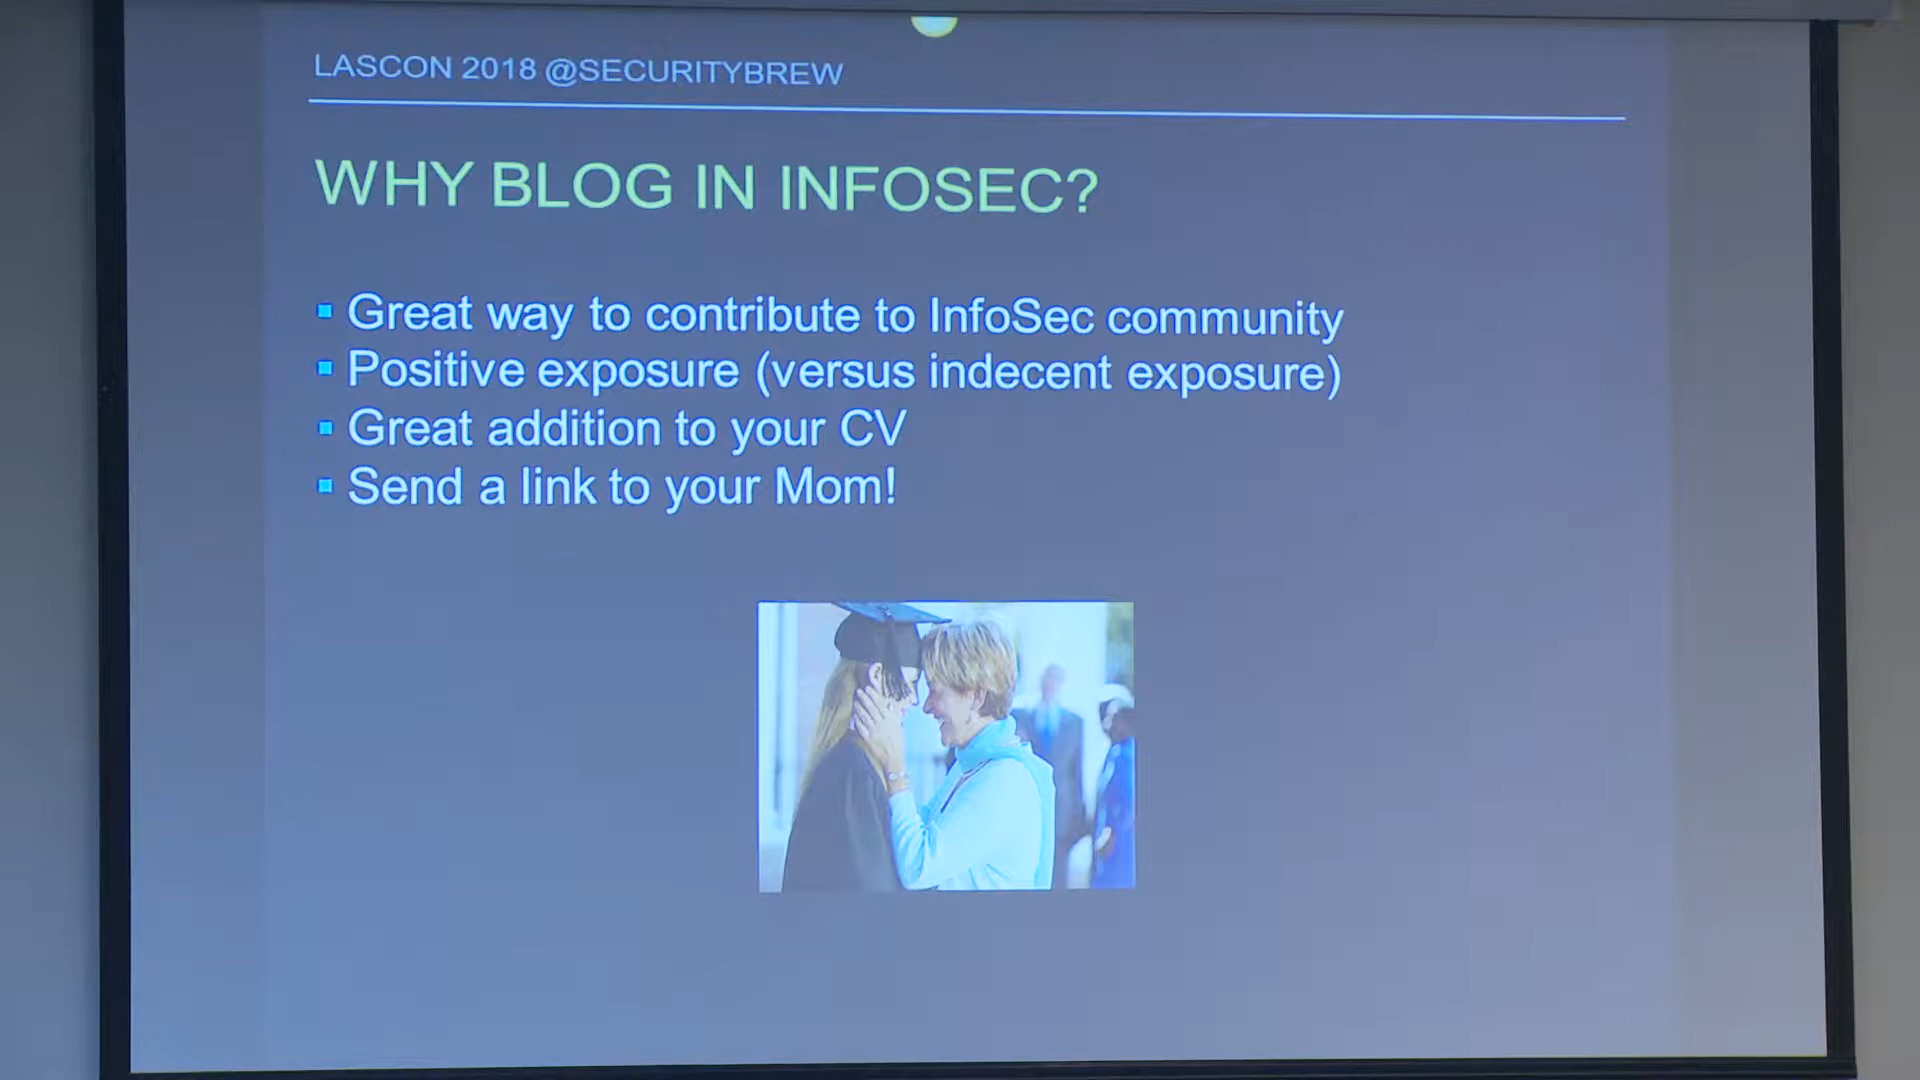 LASCON 2018 @SECURITYBREW
WHY BLOG IN INFOSEC?
▪ Great way to contribute to InfoSec community
▪ Positive exposure (versus indecent exposure)
▪ Great addition to your CV
▪ Send a link to your Mom!